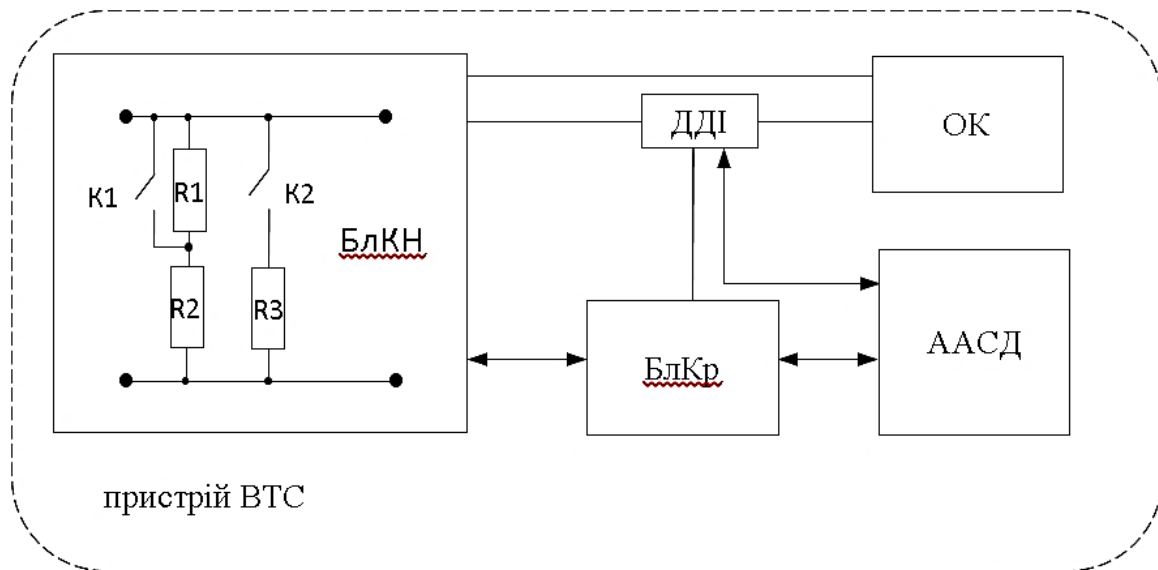 ДДІ
ОК
К1
R1
К2
БлКН
R2
R3
БлКр
ААСД
пристрій ВТС